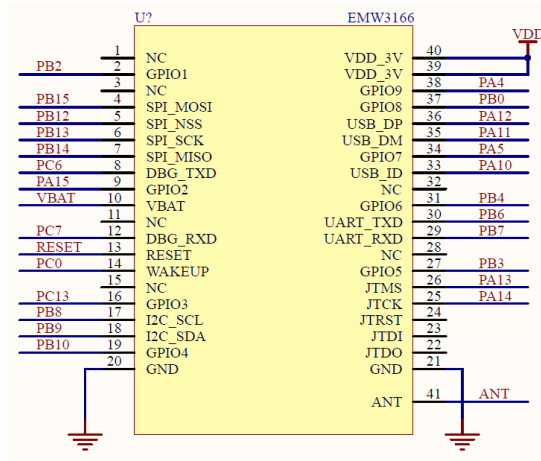 U? EMW3166
VDD
1 NC VDD_3V 40
PB2 2 GPIO1 VDD_3V 39
3 NC GPIO9 38 PA4
PB15 4 SPI_MOSI GPIO8 37 PB0
PB12 5 SPI_NSS USB_DP 36 PA12
PB13 6 SPI_SCK USB_DM 35 PA11
PB14 7 SPI_MISO GPIO7 34 PA5
PC6 8 DBG_TXD USB_ID 33 PA10
PA15 9 GPIO2 NC 32
VBAT 10 VBAT GPIO6 31 PB4
11 NC UART_TXD 30 PB6
PC7 12 DBG_RXD UART_RXD 29 PB7
RESET 13 RESET NC 28
PC0 14 WAKEUP GPIO5 27 PB3
15 NC JTMS 26 PA13
PC13 16 GPIO3 JTCK 25 PA14
PB8 17 I2C_SCL JTRST 24
PB9 18 I2C_SDA JTDI 23
PB10 19 GPIO4 JTDO 22
20 GND GND 21
ANT 41 ANT